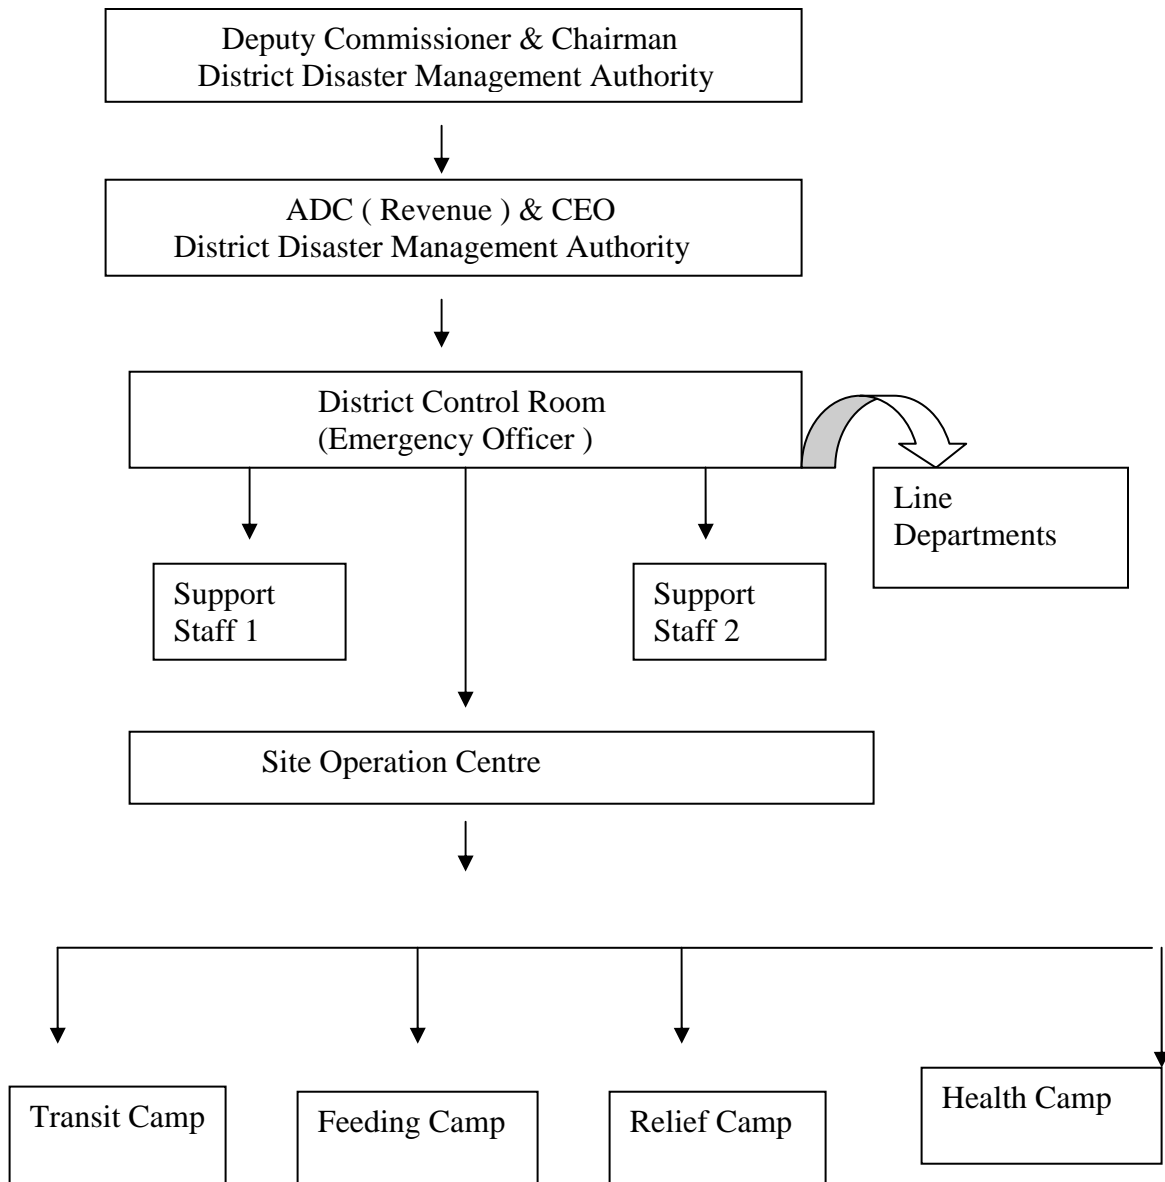 Deputy Commissioner & Chairman
District Disaster Management Authority
ADC ( Revenue ) & CEO
District Disaster Management Authority
District Control Room
(Emergency Officer )
Line
Departments
Support
Staff 1
Support
Staff 2
Site Operation Centre
Transit Camp
Feeding Camp
Relief Camp
Health Camp